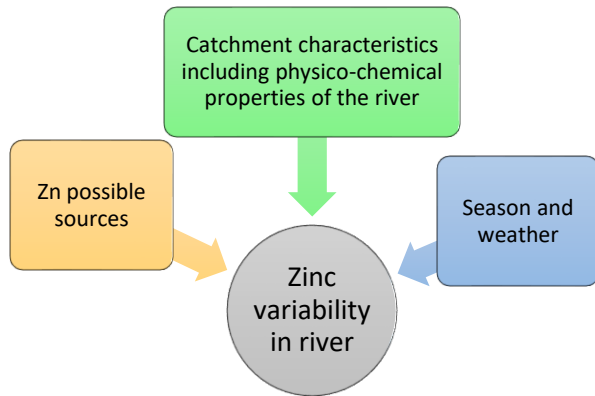 Catchment characteristics
including physico-chemical
properties of the river
Zn possible
sources
Season and
weather
Zinc
variability
in river